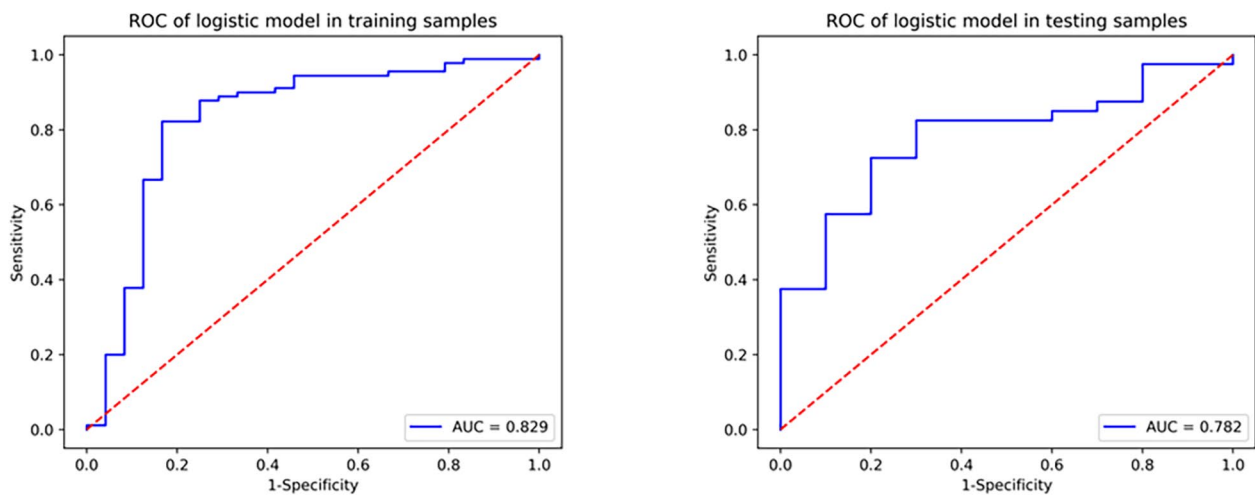 ROC of logistic model in training samples
1.0
0.8
0.6
0.4
0.2
0.0
Sensitivity
AUC = 0.829
0.0 0.2 0.4 0.6 0.8 1.0
1-Specificity
ROC of logistic model in testing samples
1.0
0.8
0.6
0.4
0.2
0.0
Sensitivity
AUC = 0.782
0.0 0.2 0.4 0.6 0.8 1.0
1-Specificity